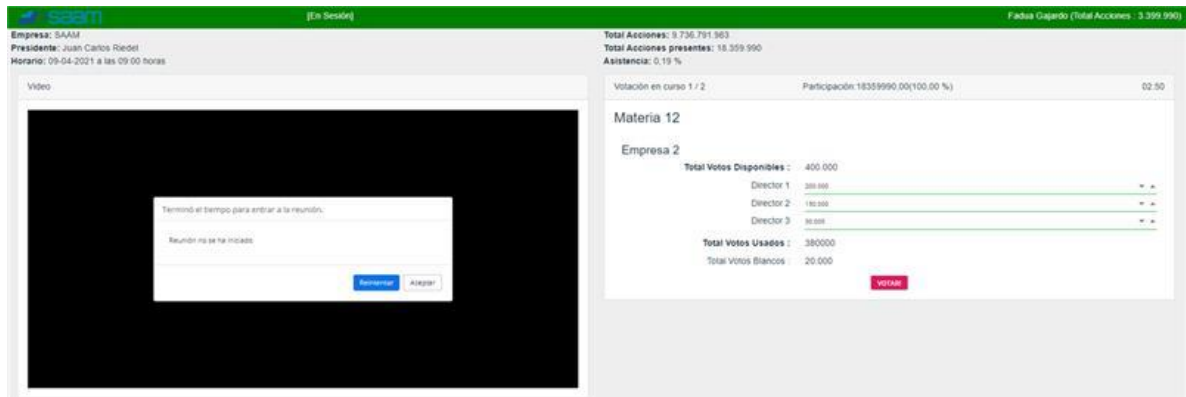 saam
[En Sesión]
Fadua Gajardo (Total Acciones : 3.399.990)
Empresa: SAAM
Presidente: Juan Carlos Riedel
Horario: 09-04-2021 a las 09:00 horas
Total Acciones: 9.736.791.983
Total Acciones presentes: 18.359.990
Asistencia: 0,19 %
Video
Terminó el tiempo para entrar a la reunión.
Reunión no se ha iniciado
Reintentar Aceptar
Votación en curso 1 / 2 Participación:18359990,00(100,00 %) 02:50
Materia 12
Empresa 2
Total Votos Disponibles : 400.000
Director 1 200.000
Director 2 150.000
Director 3
Total Votos Usados : 380000
Total Votos Blancos : 20.000
VOTAR!